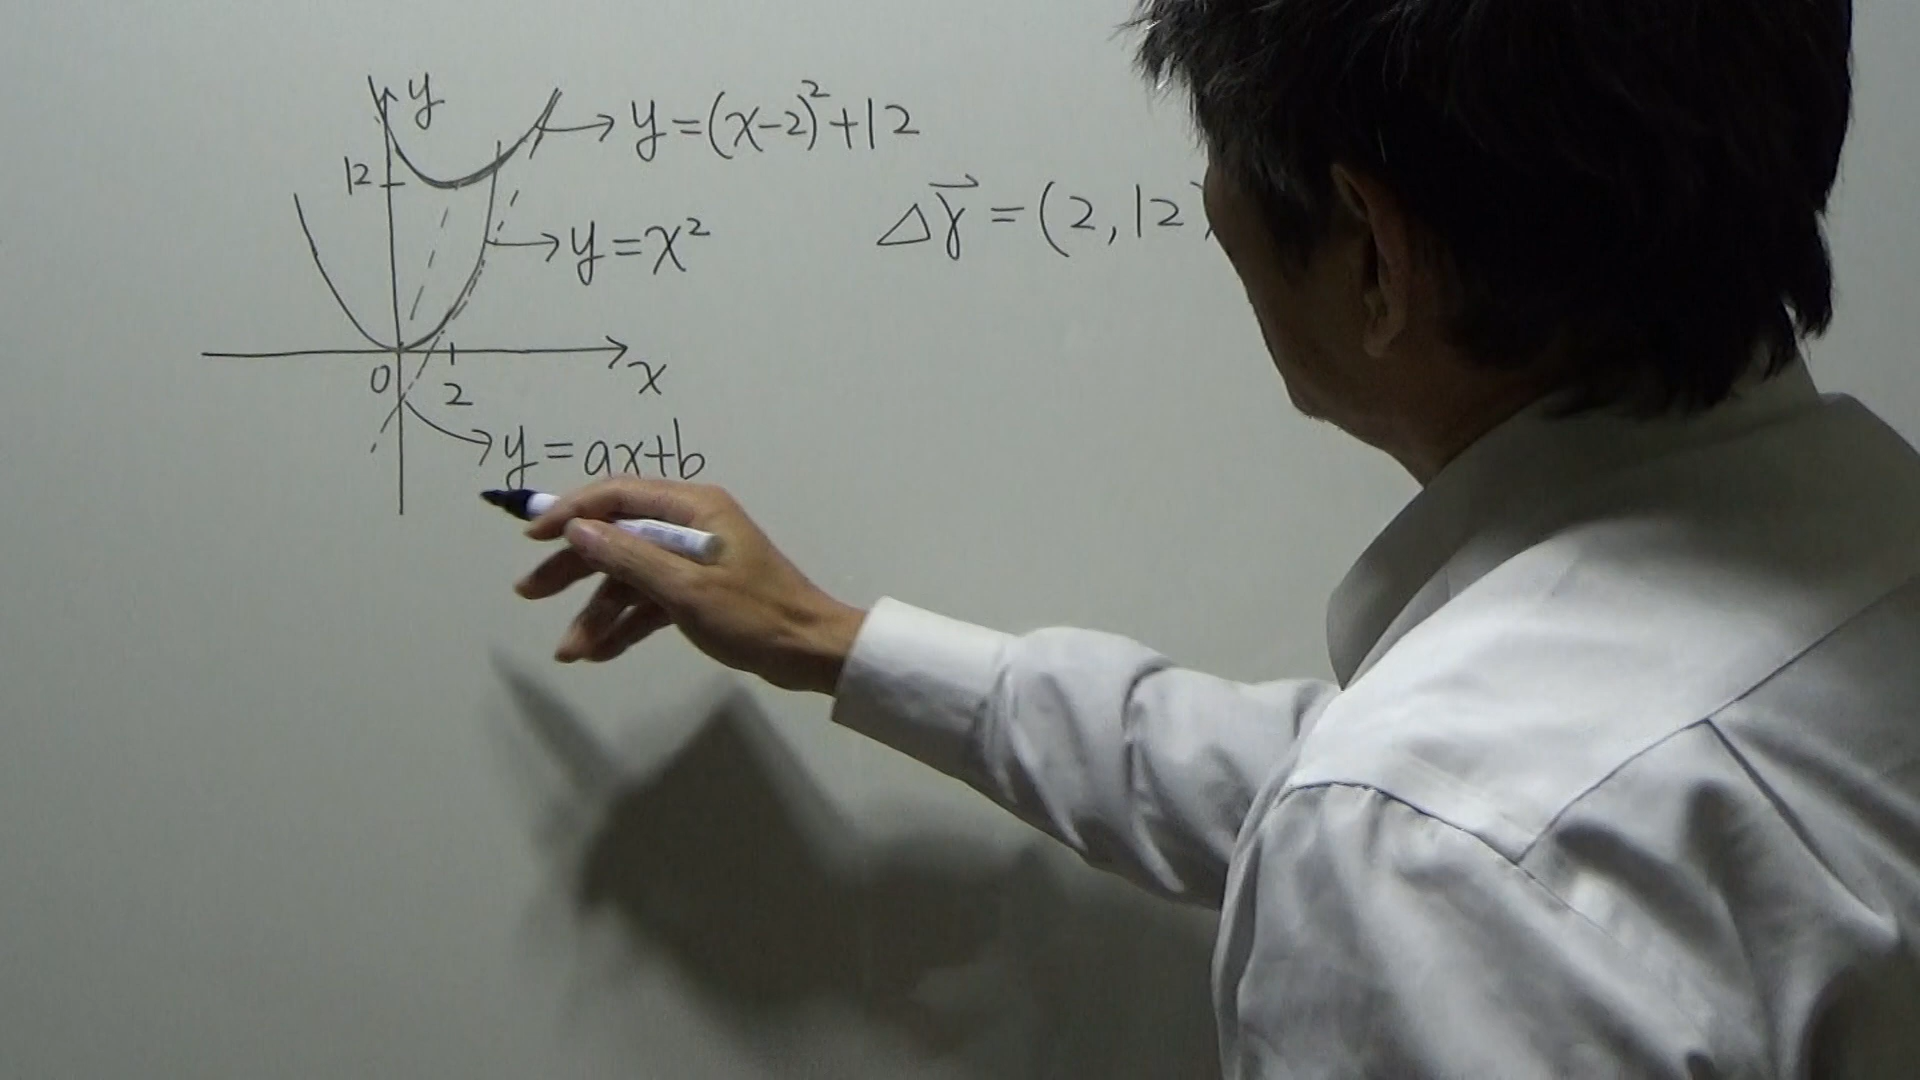 y
y=(x-2)²+12
12
Δr⃗ = (2,12)
y=x²
0
2
x
y=ax+b